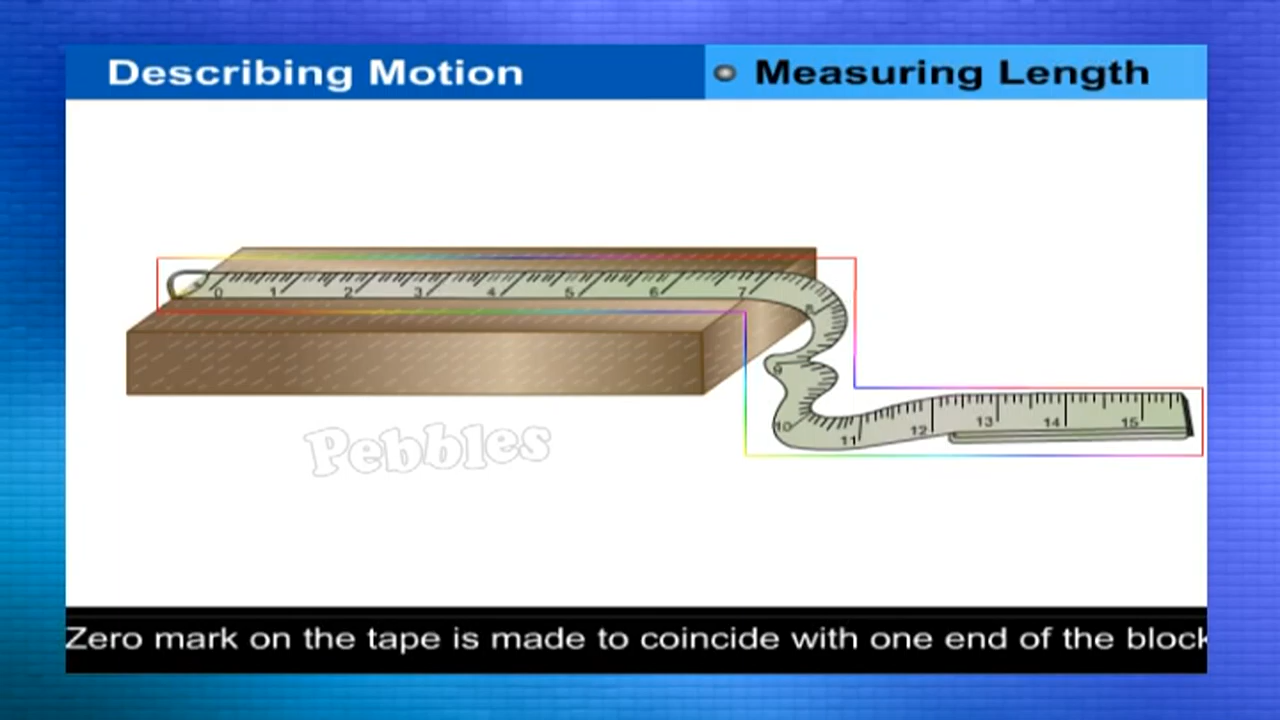 Describing Motion
Measuring Length
0 1 2 3 4 5 6 7
8
9
10 11 12 13 14 15
Pebbles
Zero mark on the tape is made to coincide with one end of the block